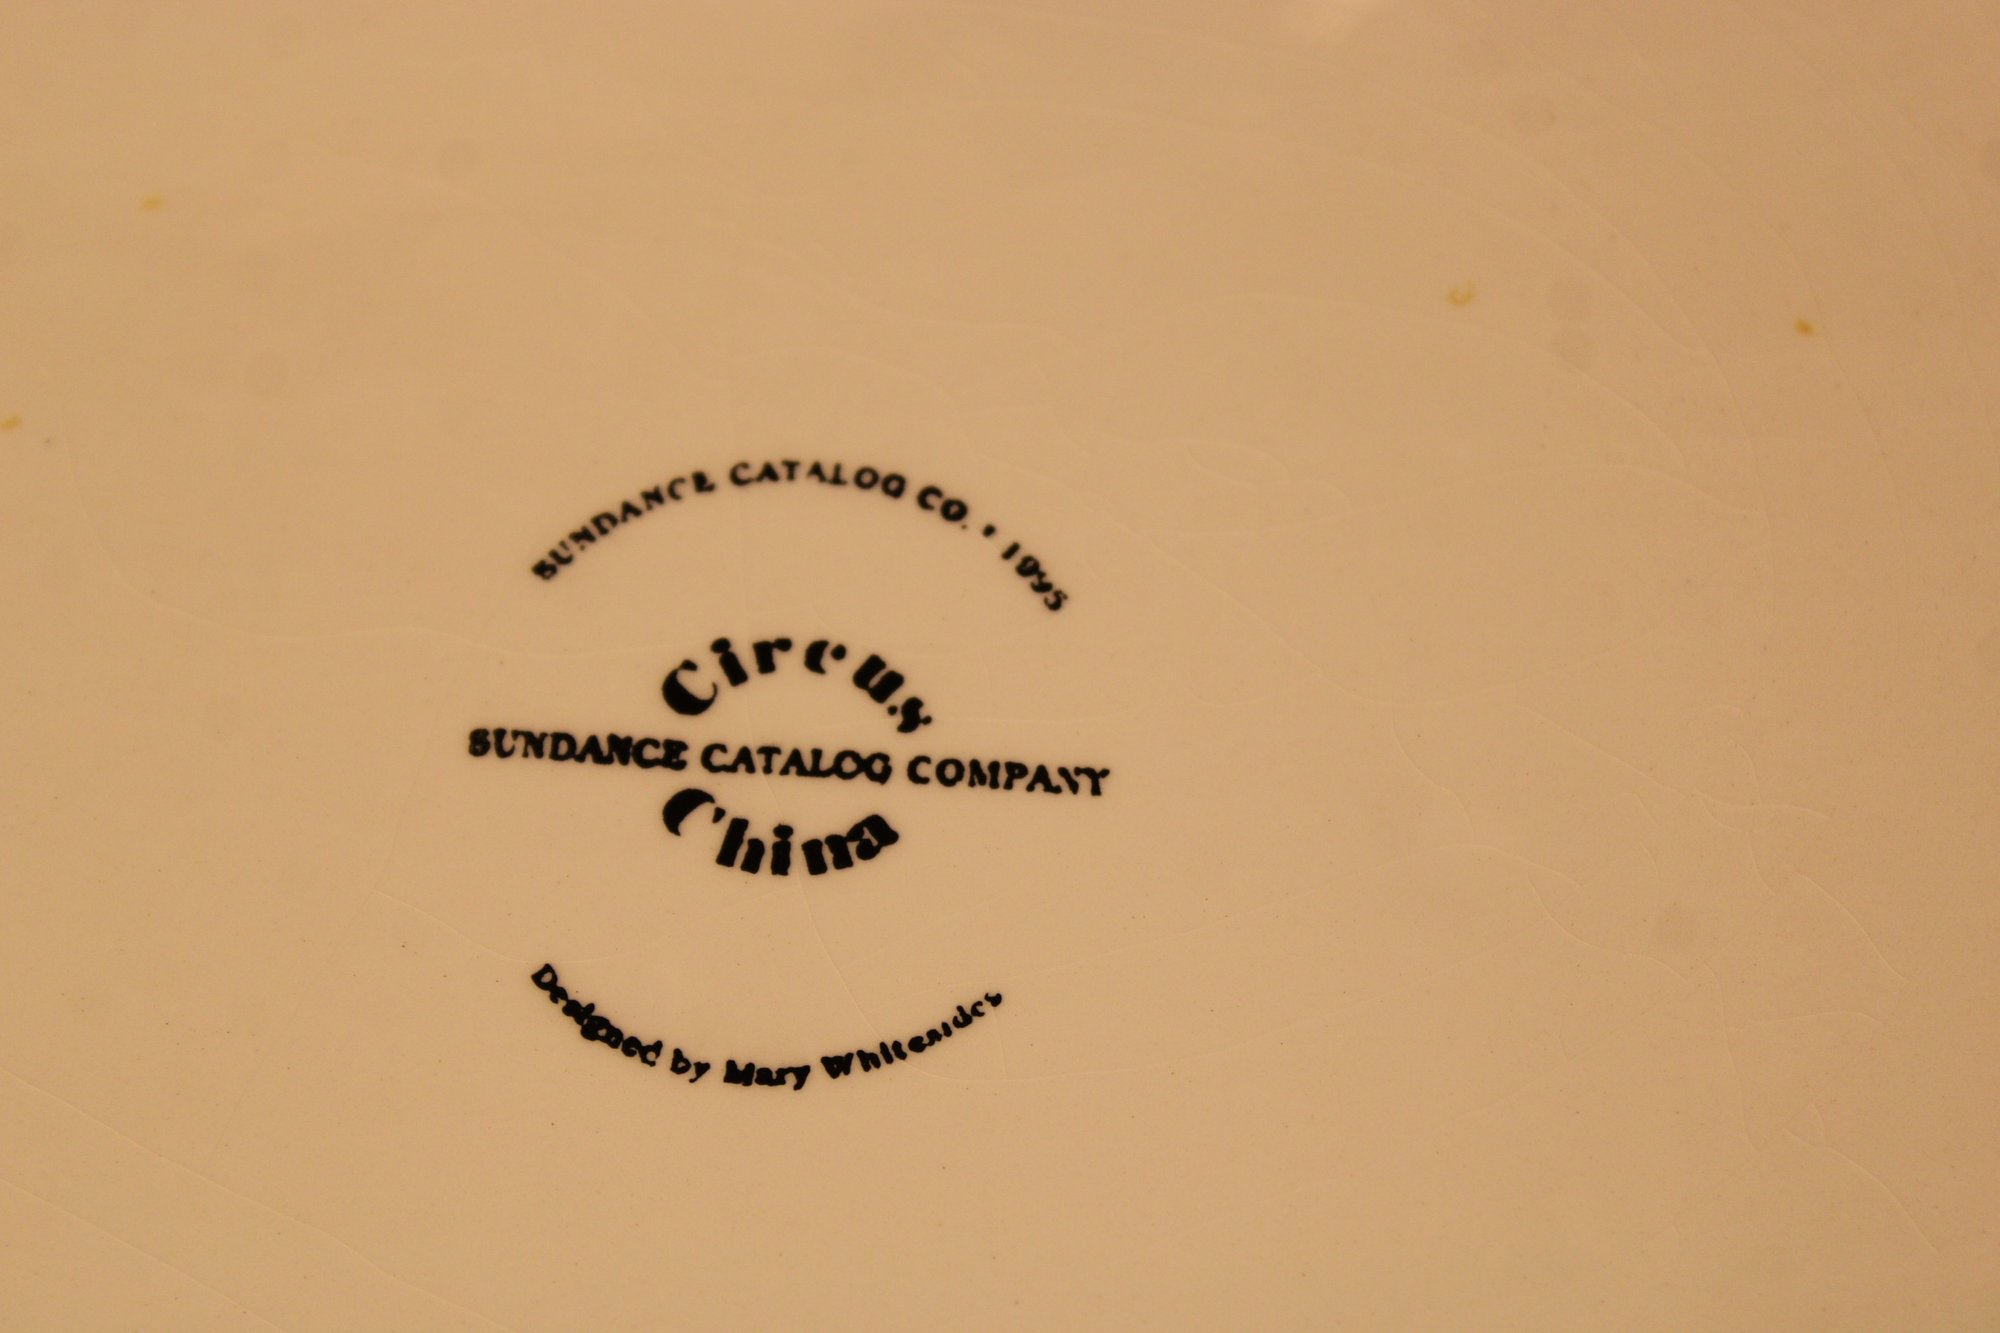 SUNDANCE CATALOG CO. • 1995
Circus
SUNDANCE CATALOG COMPANY
China
Designed by Mary Whitesides